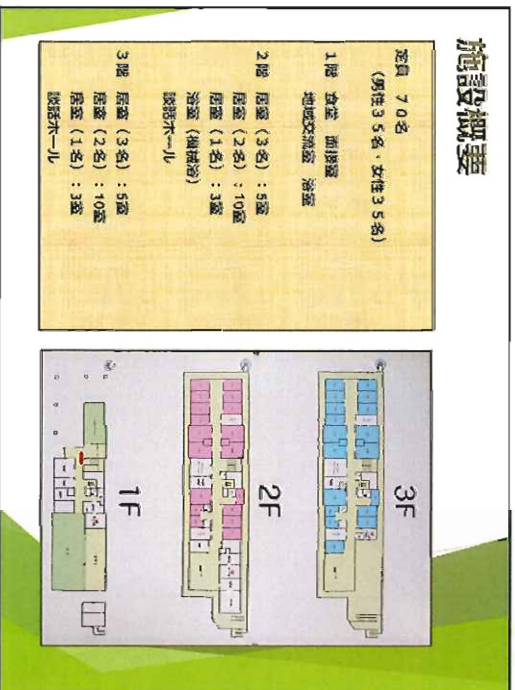 施設概要
定員　７０名
（男性３５名・女性３５名）
１階　食堂　面接室
地域交流室　浴室
２階　居室（３名）：5室
居室（２名）：10室
居室（１名）：3室
浴室（機械浴）
談話ホール
３階　居室（３名）：5室
居室（２名）：10室
居室（１名）：3室
談話ホール
3F
2F
1F